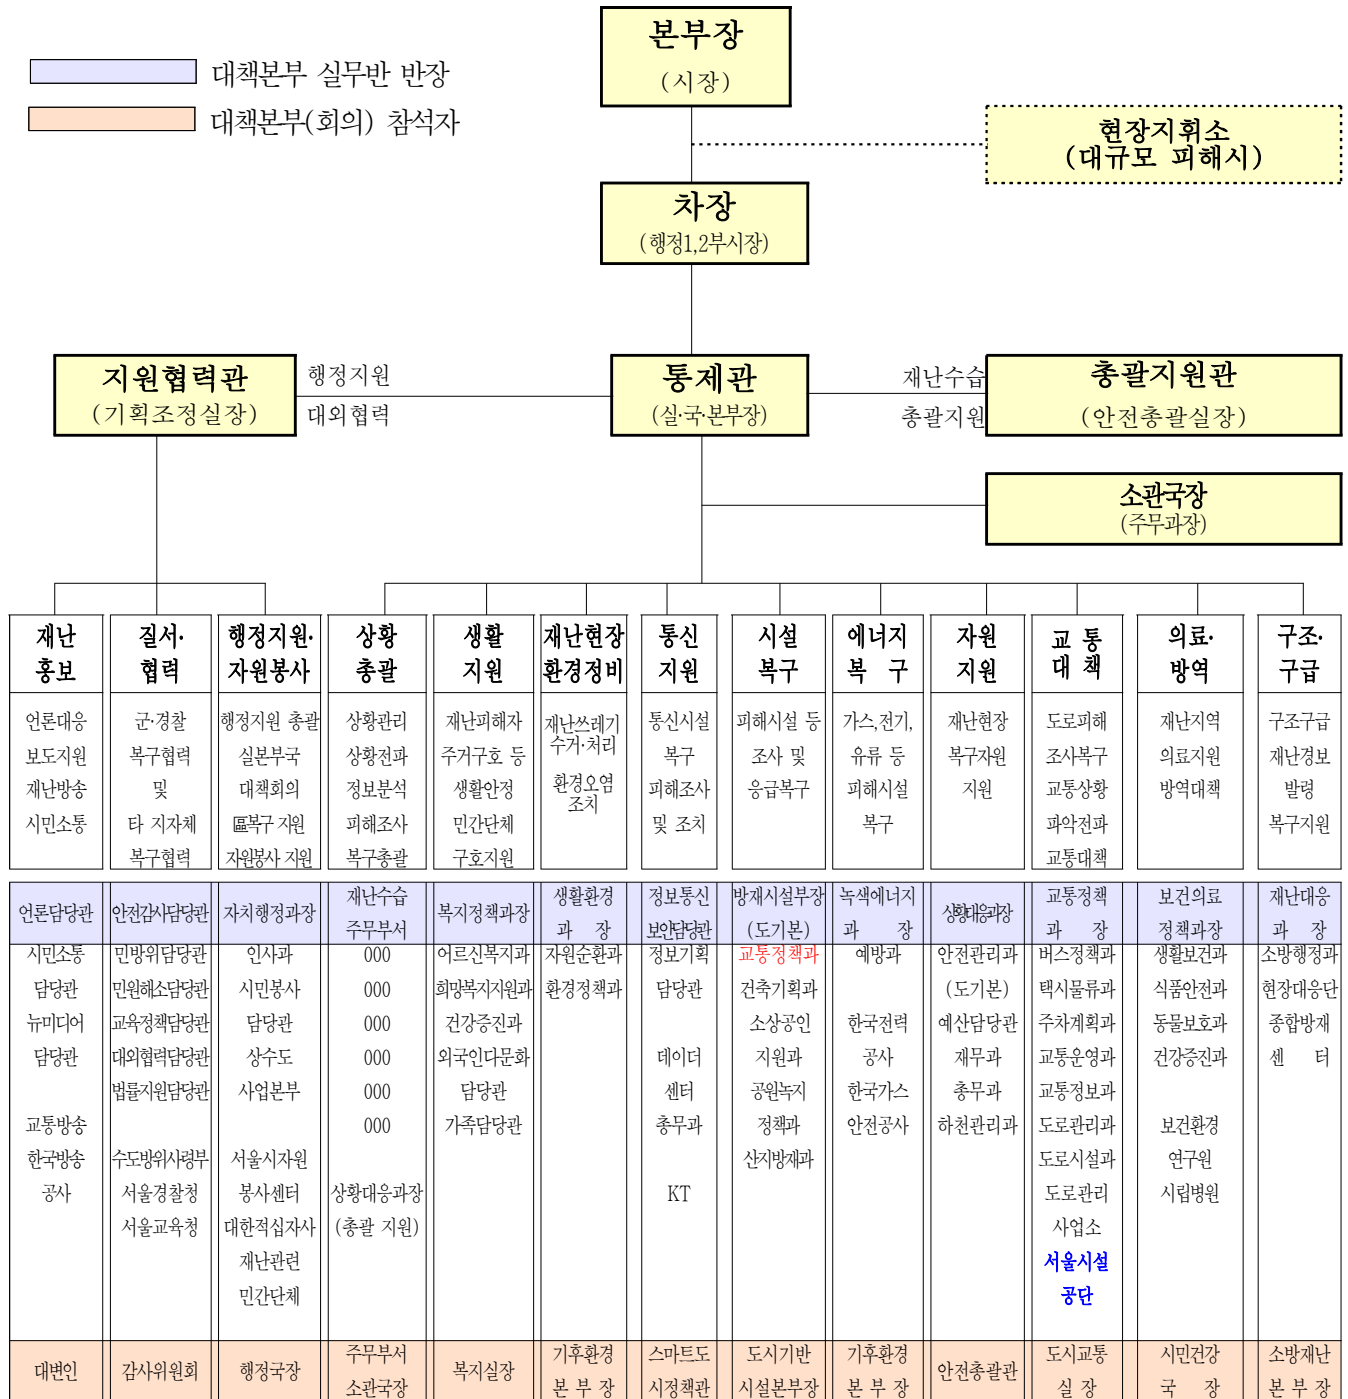 본부장
(시장)
대책본부 실무반 반장
대책본부(회의) 참석자
현장지휘소
(대규모 피해시)
차장
(행정1,2부시장)
지원협력관
(기획조정실장)
행정지원
대외협력
통제관
(실·국·본부장)
재난수습
총괄지원
총괄지원관
(안전총괄실장)
소관국장
(주무과장)
재난
홍보
언론대응
보도지원
재난방송
시민소통
언론담당관
시민소통
담당관
뉴미디어
담당관
교통방송
한국방송
공사
대변인
질서·
협력
군·경찰
복구협력
및
타 지자체
복구협력
안전감사담당관
민방위담당관
민원해소담당관
교육정책담당관
대외협력담당관
법률지원담당관
수도방위사령부
서울경찰청
서울교육청
감사위원회
행정지원·
자원봉사
행정지원 총괄
실본부국
대책회의
區복구 지원
자원봉사 지원
자치행정과장
인사과
시민봉사
담당관
상수도
사업본부
서울시자원
봉사센터
대한적십자사
재난관련
민간단체
행정국장
상황
총괄
상황관리
상황전파
정보분석
피해조사
복구총괄
재난수습
주무부서
000
000
000
000
000
000
상황대응과장
(총괄 지원)
주무부서
소관국장
생활
지원
재난피해자
주거구호 등
생활안정
민간단체
구호지원
복지정책과장
어르신복지과
희망복지지원과
건강증진과
외국인다문화
담당관
가족담당관
복지실장
재난현장
환경정비
재난쓰레기
수거·처리
환경오염
조치
생활환경
과 장
자원순환과
환경정책과
기후환경
본 부 장
통신
지원
통신시설
복구
피해조사
및 조치
정보통신
보안담당관
정보기획
담당관
데이더
센터
총무과
KT
스마트도
시정책관
시설
복구
피해시설 등
조사 및
응급복구
방재시설부장
(도기본)
교통정책과
건축기획과
소상공인
지원과
공원녹지
정책과
산지방재과
도시기반
시설본부장
에너지
복 구
가스,전기,
유류 등
피해시설
복구
녹색에너지
과 장
예방과
한국전력
공사
한국가스
안전공사
기후환경
본 부 장
자원
지원
재난현장
복구자원
지원
상황대응과장
안전관리과
(도기본)
예산담당관
재무과
총무과
하천관리과
안전총괄관
교 통
대 책
도로피해
조사복구
교통상황
파악전파
교통대책
교통정책
과 장
버스정책과
택시물류과
주차계획과
교통운영과
교통정보과
도로관리과
도로시설과
도로관리
사업소
서울시설
공단
도시교통
실 장
의료·
방역
재난지역
의료지원
방역대책
보건의료
정책과장
생활보건과
식품안전과
동물보호과
건강증진과
보건환경
연구원
시립병원
시민건강
국 장
구조·
구급
구조구급
재난경보
발령
복구지원
재난대응
과 장
소방행정과
현장대응단
종합방재
센 터
소방재난
본 부 장